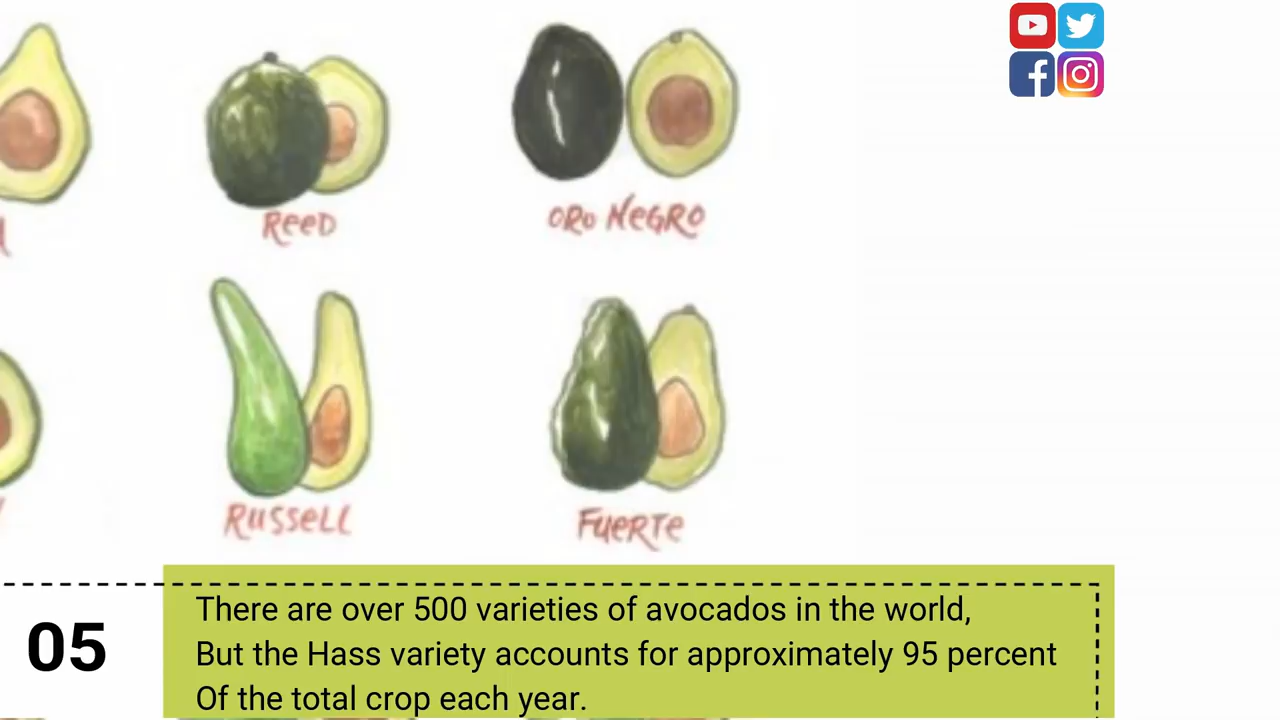 REED
ORO NEGRO
RUSSELL
FUERTE
05
There are over 500 varieties of avocados in the world,
But the Hass variety accounts for approximately 95 percent
Of the total crop each year.